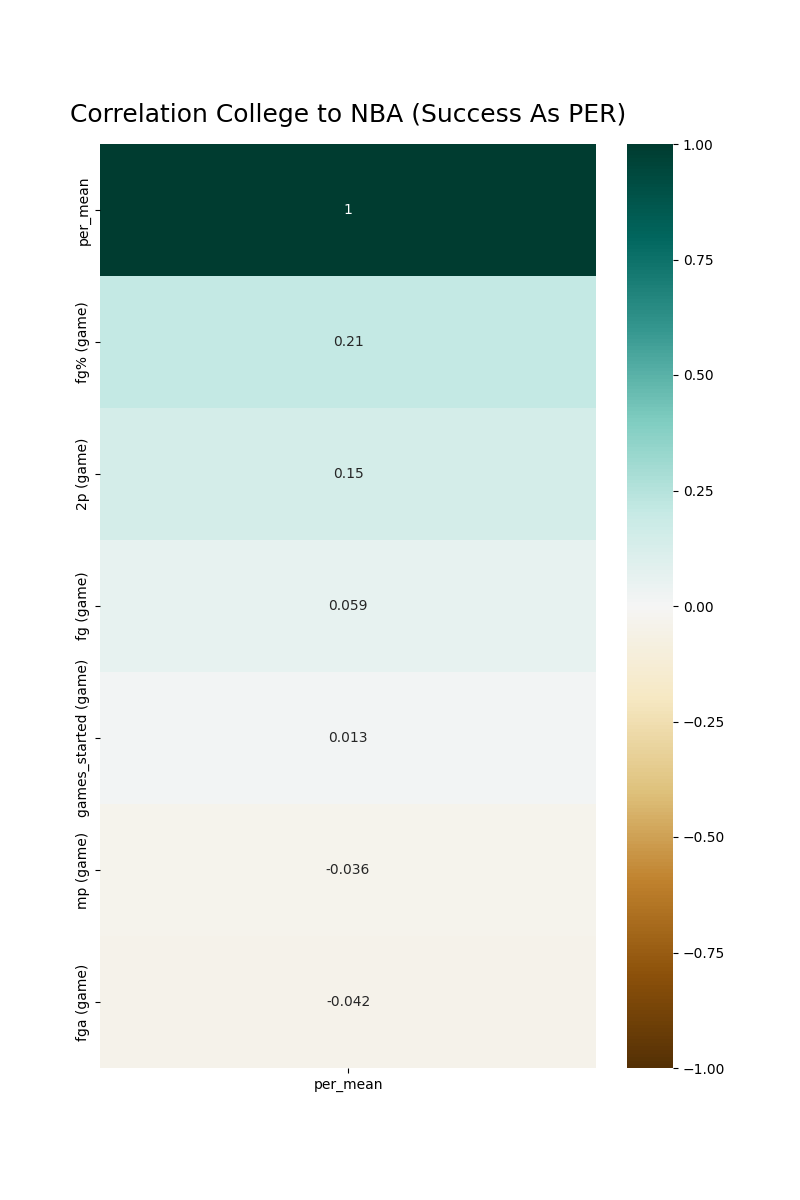 Correlation College to NBA (Success As PER)
per_mean
1
fg% (game)
0.21
2p (game)
0.15
fg (game)
0.059
games_started (game)
0.013
mp (game)
-0.036
fga (game)
-0.042
per_mean
1.00
0.75
0.50
0.25
0.00
−0.25
−0.50
−0.75
−1.00